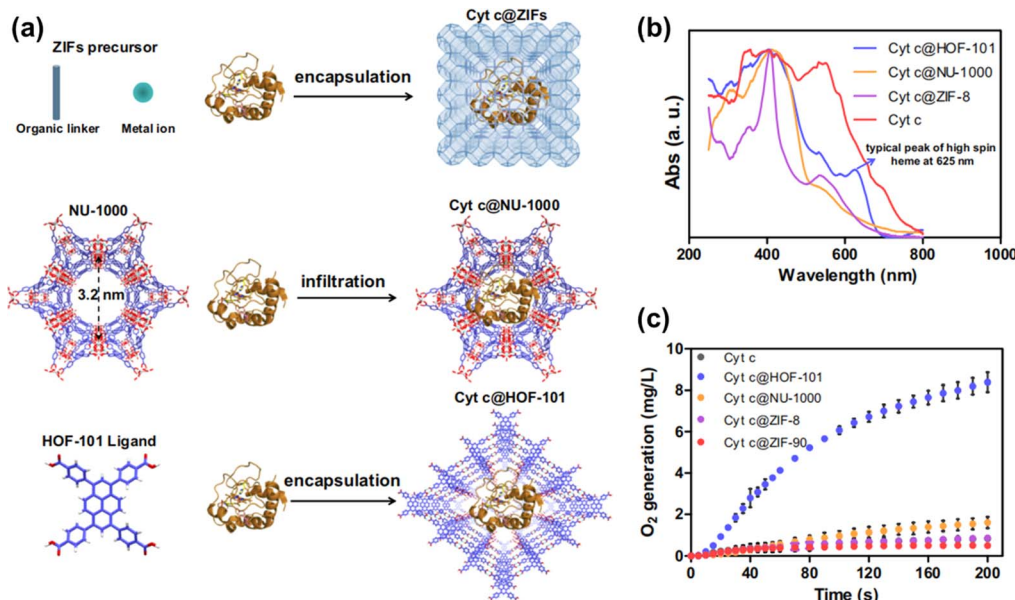 (a)
ZIFs precursor
Organic linker
Metal ion
encapsulation
Cyt c@ZIFs
NU-1000
3.2 nm
infiltration
Cyt c@NU-1000
HOF-101 Ligand
encapsulation
Cyt c@HOF-101
(b)
Abs (a. u.)
Cyt c@HOF-101
Cyt c@NU-1000
Cyt c@ZIF-8
Cyt c
typical peak of high spin
heme at 625 nm
200
400
600
800
1000
Wavelength (nm)
(c)
O₂ generation (mg/L)
10
8
6
4
2
0
Cyt c
Cyt c@HOF-101
Cyt c@NU-1000
Cyt c@ZIF-8
Cyt c@ZIF-90
0
40
80
120
160
200
Time (s)